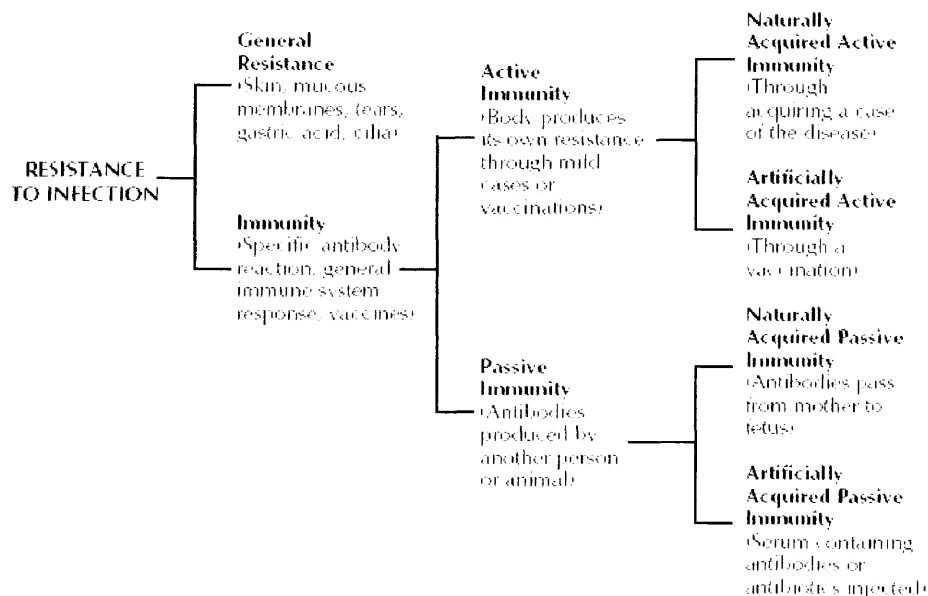 General
Resistance
(Skin, mucous
membranes, tears,
gastric acid, cilia)
RESISTANCE
TO INFECTION
Immunity
(Specific antibody
reaction, general
immune system
response, vaccines)
Active
Immunity
(Body produces
its own resistance
through mild
cases or
vaccinations)
Passive
Immunity
(Antibodies
produced by
another person
or animal)
Naturally
Acquired Active
Immunity
(Through
acquiring a case
of the disease)
Artificially
Acquired Active
Immunity
(Through a
vaccination)
Naturally
Acquired Passive
Immunity
(Antibodies pass
from mother to
fetus)
Artificially
Acquired Passive
Immunity
(Serum containing
antibodies or
antibiotics injected)